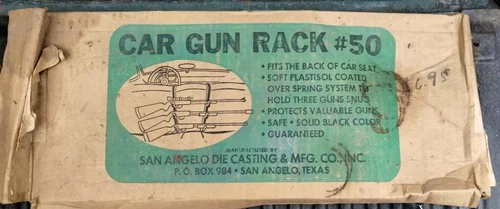 CAR GUN RACK #50
• FITS THE BACK OF CAR SEAT
• SOFT PLASTISOL COATED
OVER SPRING SYSTEM TO
HOLD THREE GUNS SNUG
• PROTECTS VALUABLE GUNS
• SAFE • SOLID BLACK COLOR
• GUARANTEED
6.95
MANUFACTURED BY
SAN ANGELO DIE CASTING & MFG. CO., INC.
P. O. BOX 984 • SAN ANGELO, TEXAS